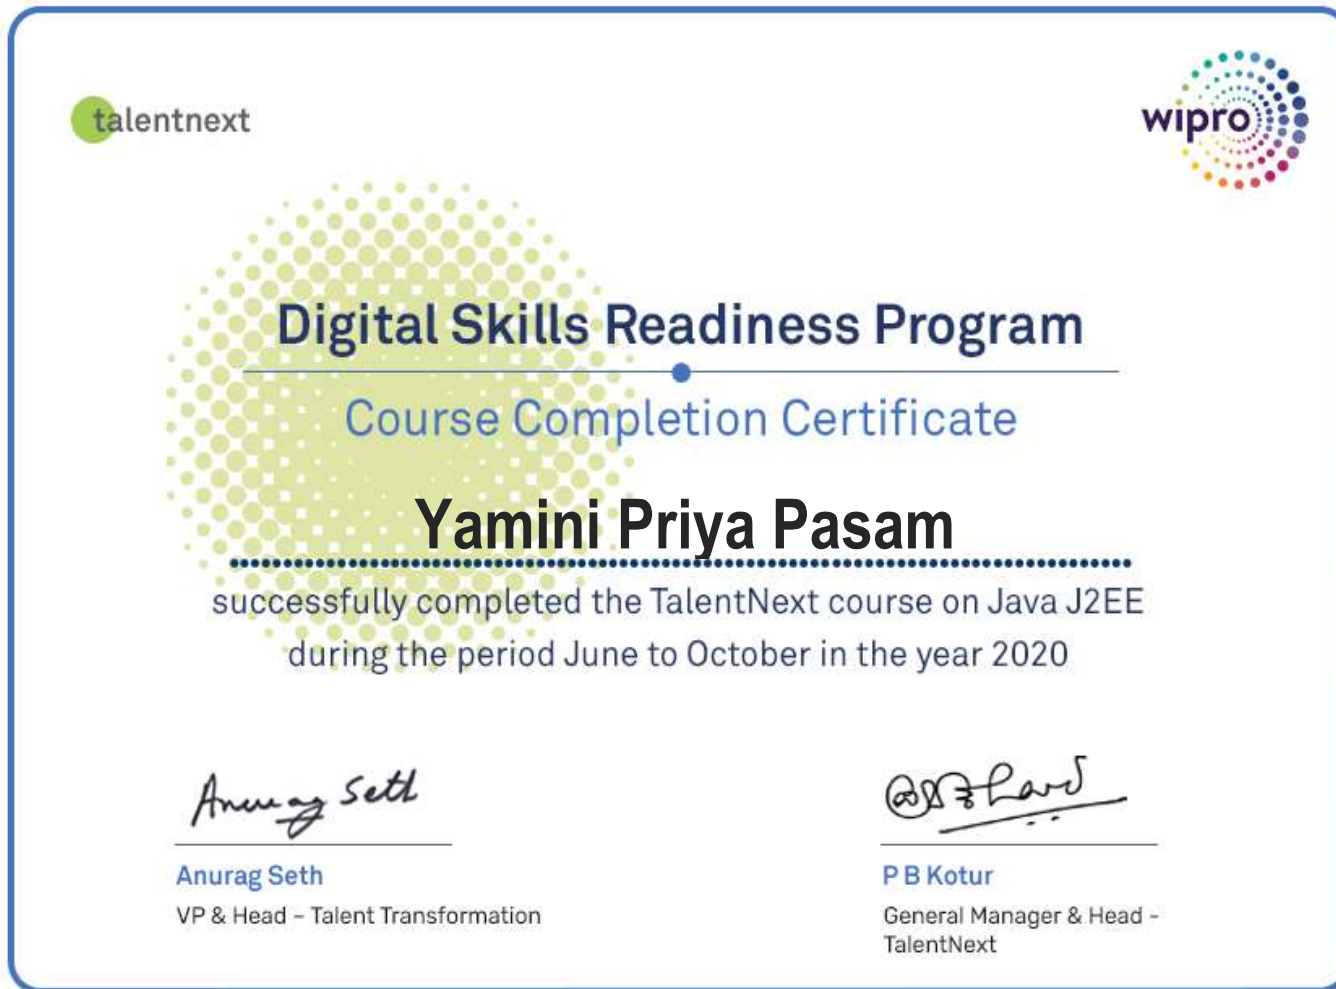 talentnext
wipro
Digital Skills Readiness Program
Course Completion Certificate
Yamini Priya Pasam
successfully completed the TalentNext course on Java J2EE
during the period June to October in the year 2020
Anurag Seth
Anurag Seth
P B Kotur
VP & Head – Talent Transformation
General Manager & Head -
TalentNext